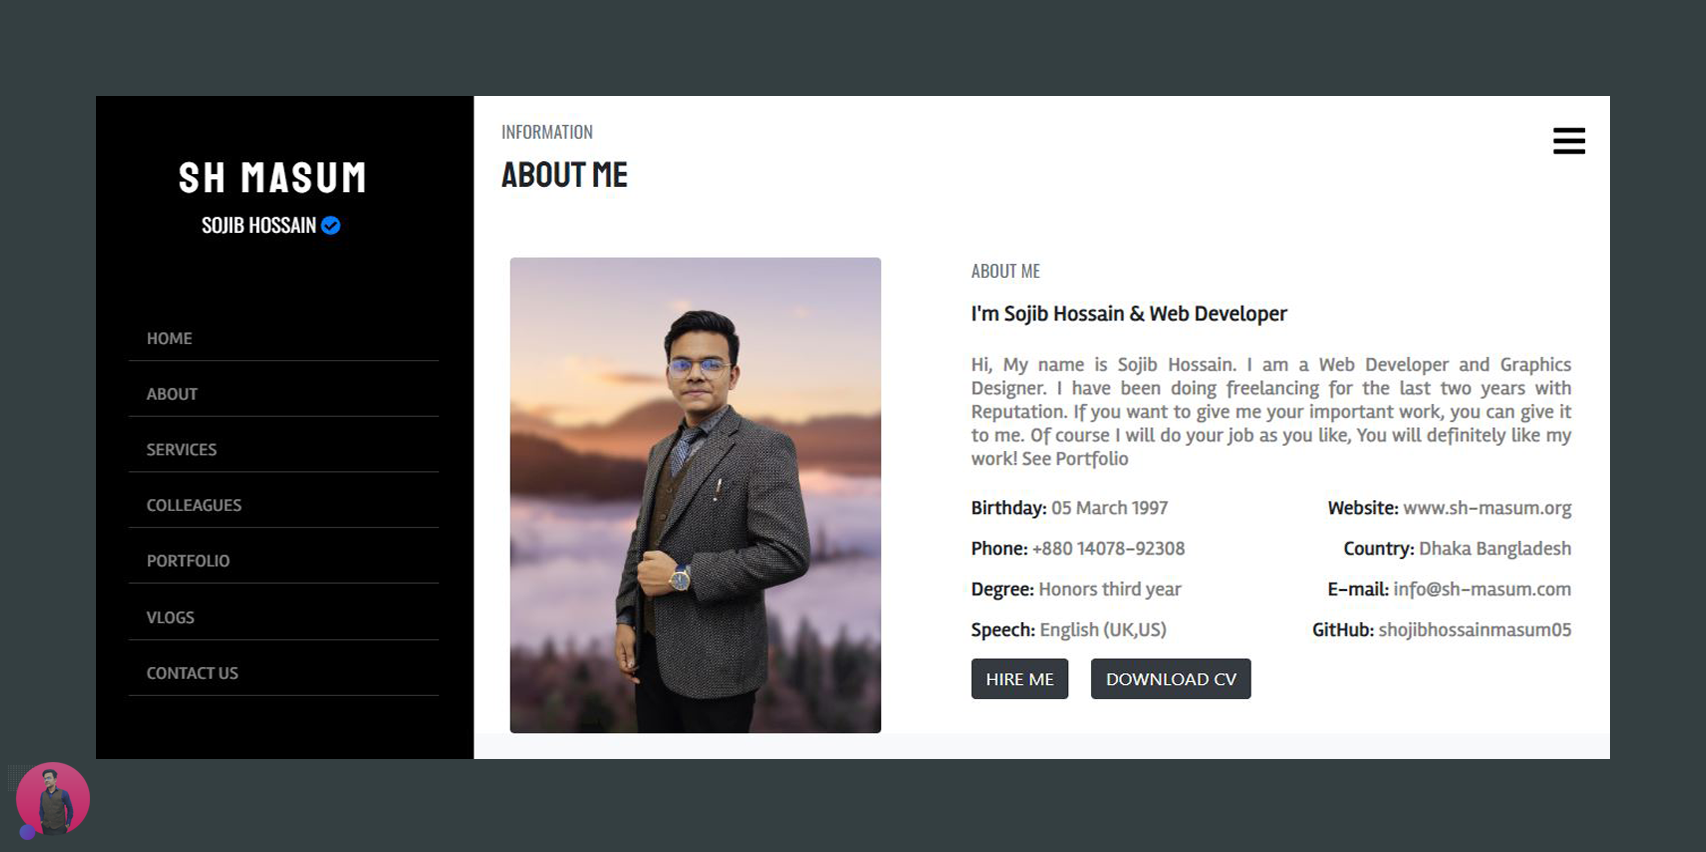 SH MASUM
SOJIB HOSSAIN
HOME
ABOUT
SERVICES
COLLEAGUES
PORTFOLIO
VLOGS
CONTACT US
INFORMATION
ABOUT ME
ABOUT ME
I'm Sojib Hossain & Web Developer
Hi, My name is Sojib Hossain. I am a Web Developer and Graphics
Designer. I have been doing freelancing for the last two years with
Reputation. If you want to give me your important work, you can give it
to me. Of course I will do your job as you like, You will definitely like my
work! See Portfolio
Birthday: 05 March 1997
Website: www.sh-masum.org
Phone: +880 14078-92308
Country: Dhaka Bangladesh
Degree: Honors third year
E-mail: info@sh-masum.com
Speech: English (UK,US)
GitHub: shojibhossainmasum05
HIRE ME
DOWNLOAD CV